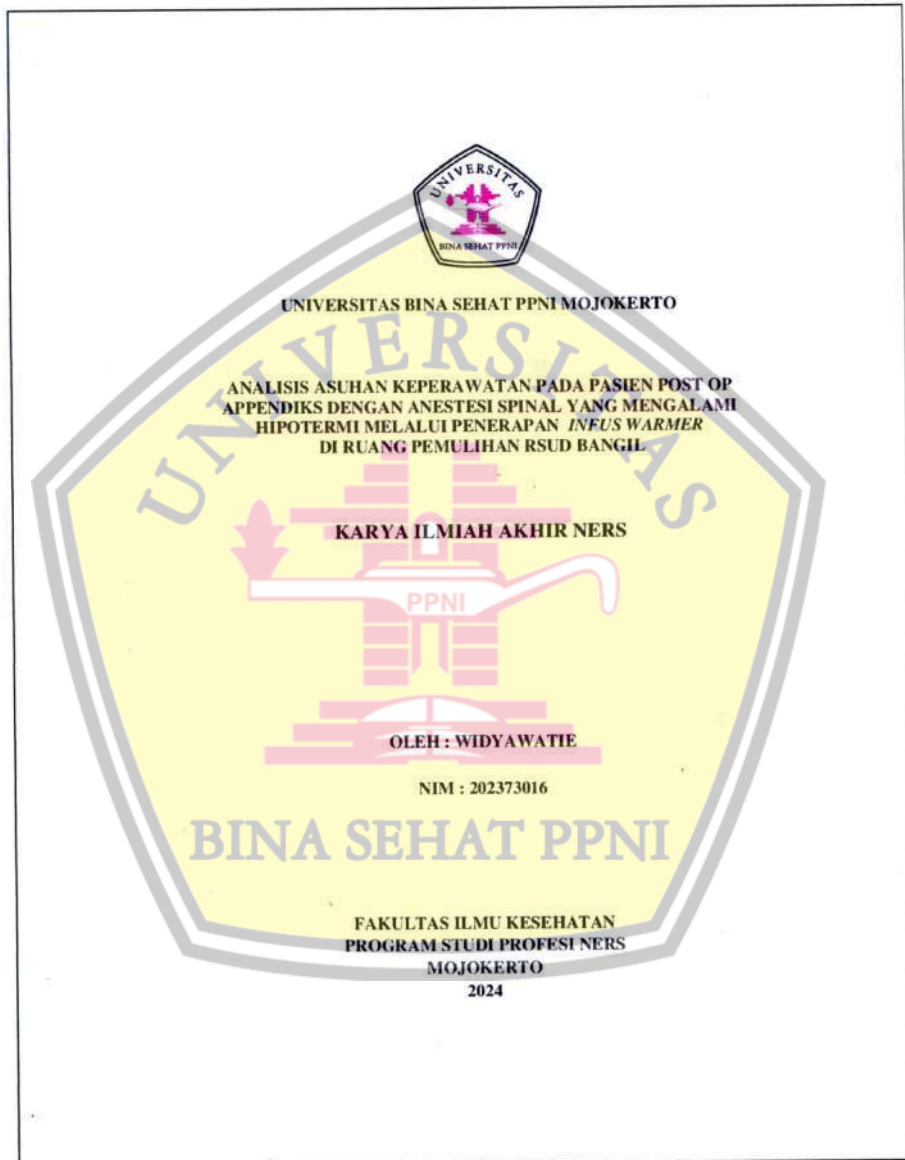 UNIVERSITAS
BINA SEHAT PPNI
UNIVERSITAS BINA SEHAT PPNI MOJOKERTO
UNIVERSITAS
ANALISIS ASUHAN KEPERAWATAN PADA PASIEN POST OP
APPENDIKS DENGAN ANESTESI SPINAL YANG MENGALAMI
HIPOTERMI MELALUI PENERAPAN INFUS WARMER
DI RUANG PEMULIHAN RSUD BANGIL
KARYA ILMIAH AKHIR NERS
PPNI
OLEH : WIDYAWATIE
NIM : 202373016
BINA SEHAT PPNI
FAKULTAS ILMU KESEHATAN
PROGRAM STUDI PROFESI NERS
MOJOKERTO
2024